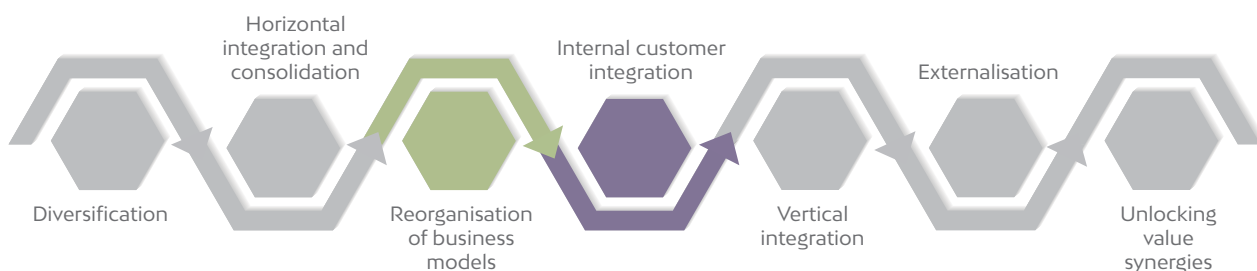 Diversification
Horizontal
integration and
consolidation
Reorganisation
of business
models
Internal customer
integration
Vertical
integration
Externalisation
Unlocking
value
synergies